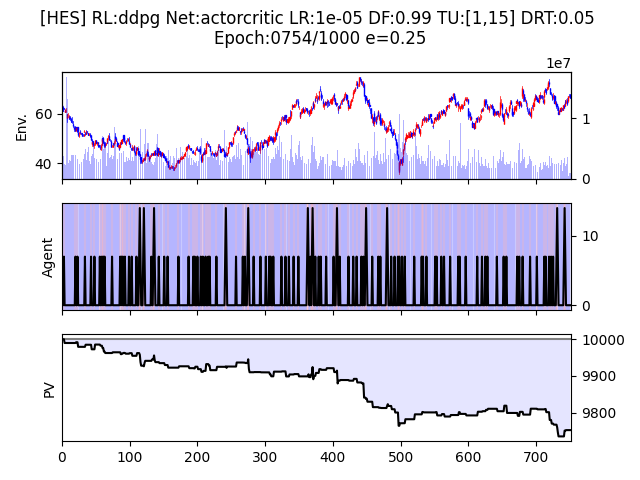 [HES] RL:ddpg Net:actorcritic LR:1e-05 DF:0.99 TU:[1,15] DRT:0.05
Epoch:0754/1000 e=0.25
1e7
Env.
60
40
1
0
Agent
10
0
PV
10000
9900
9800
0 100 200 300 400 500 600 700